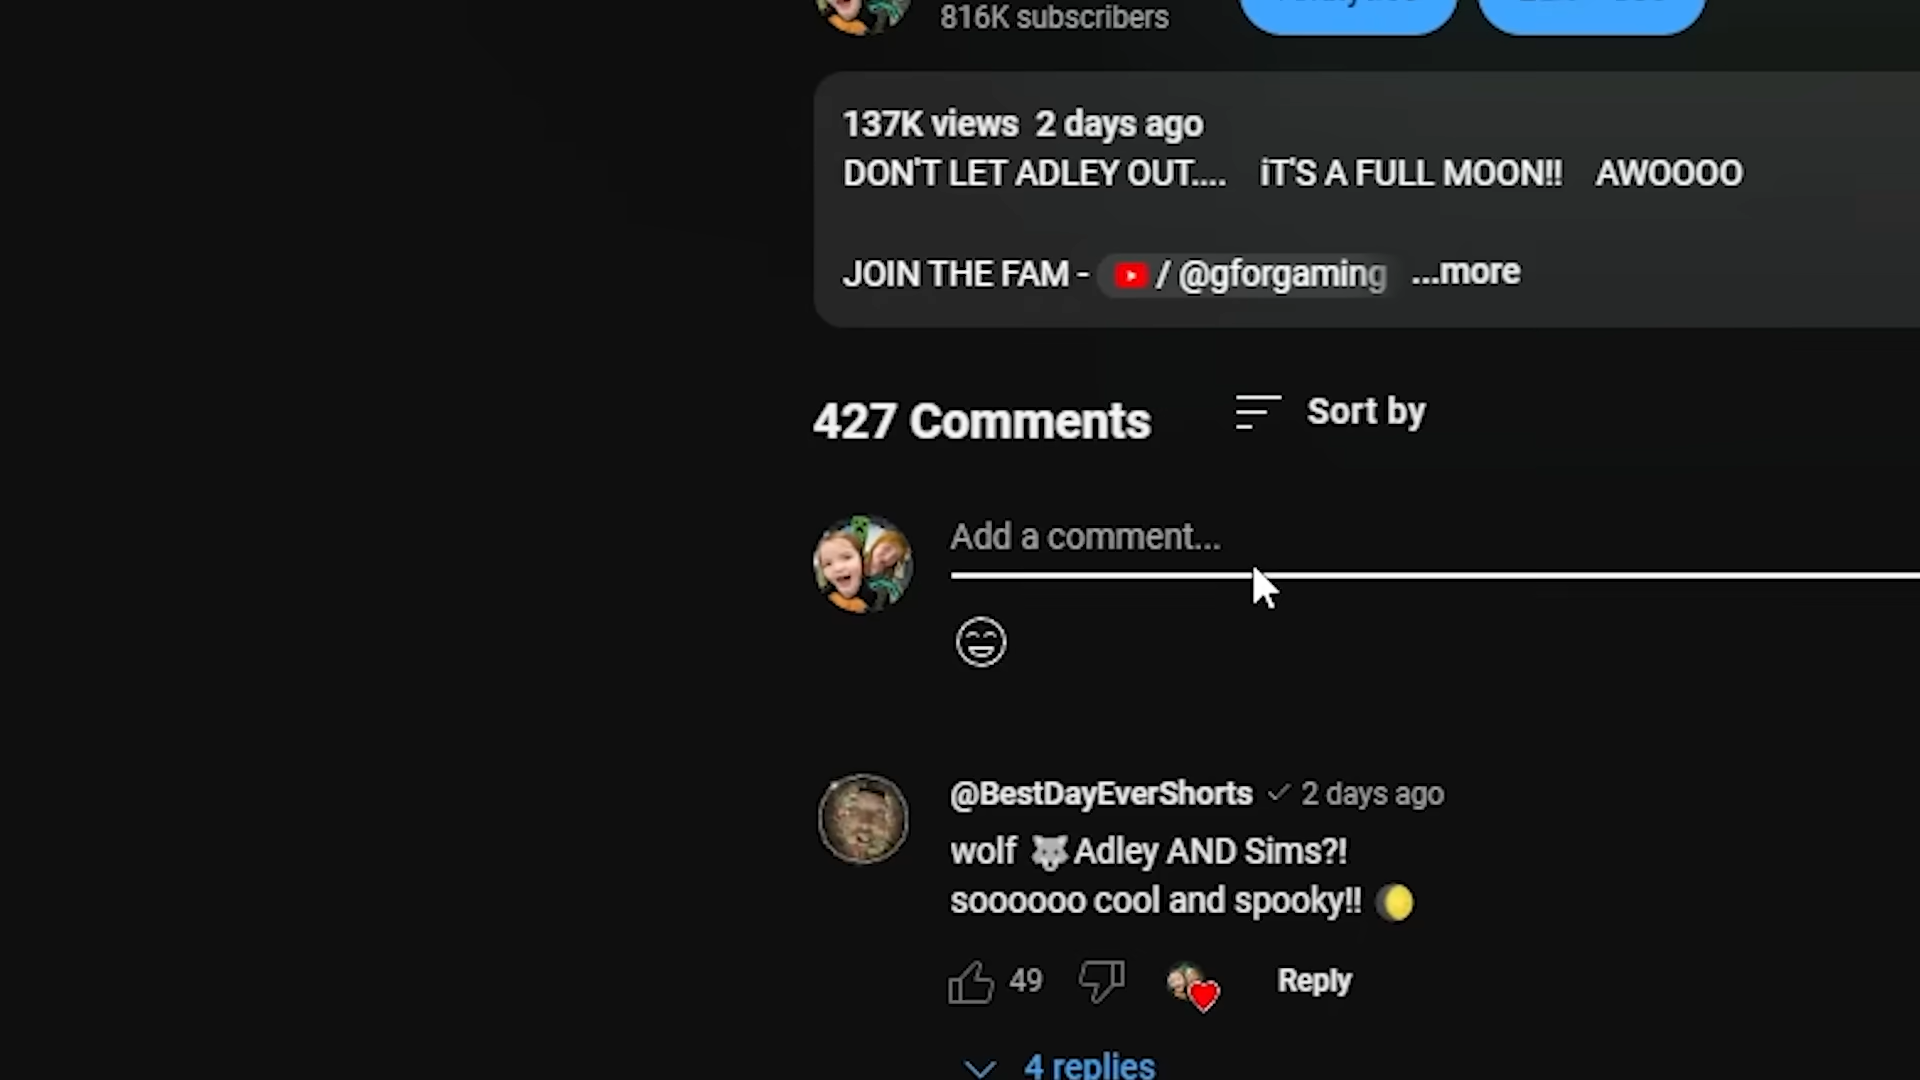 816K subscribers
137K views 2 days ago
DON'T LET ADLEY OUT.... iT'S A FULL MOON!! AWOOOO
JOIN THE FAM - / @gforgaming ...more
427 Comments Sort by
Add a comment...
@BestDayEverShorts 2 days ago
wolf 🐺 Adley AND Sims?!
soooooo cool and spooky!! 🌔
49 Reply
4 replies